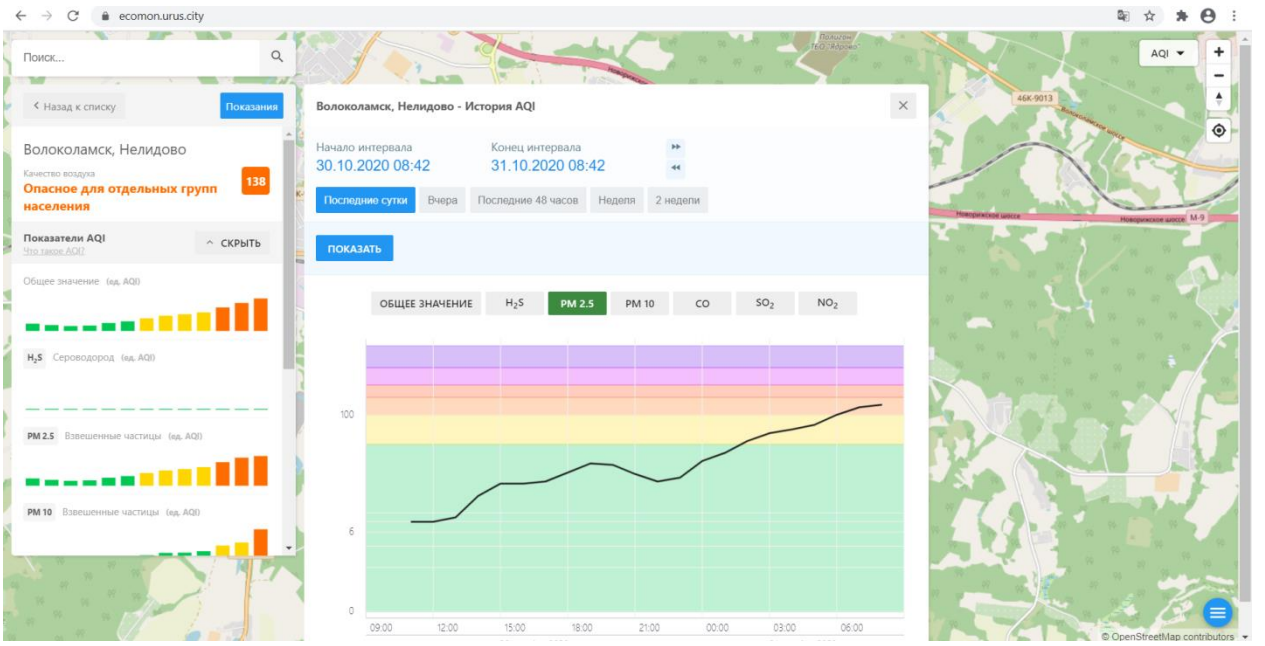 ecomon.urus.city
Поиск...
AQI
Назад к списку
Показания
Волоколамск, Нелидово
Качество воздуха
Опасное для отдельных групп
населения
138
Показатели AQI
Что такое AQI?
СКРЫТЬ
Общее значение (ед. AQI)
H₂S Сероводород (ед. AQI)
PM 2.5 Взвешенные частицы (ед. AQI)
PM 10 Взвешенные частицы (ед. AQI)
Волоколамск, Нелидово - История AQI
Начало интервала
30.10.2020 08:42
Конец интервала
31.10.2020 08:42
Последние сутки
Вчера
Последние 48 часов
Неделя
2 недели
ПОКАЗАТЬ
ОБЩЕЕ ЗНАЧЕНИЕ
H₂S
PM 2.5
PM 10
CO
SO₂
NO₂
100
6
0
09:00 12:00 15:00 18:00 21:00 00:00 03:00 06:00
46К-9013
Волоколамское шоссе
Новорижское шоссе
Новорижское шоссе
М-9
© OpenStreetMap contributors